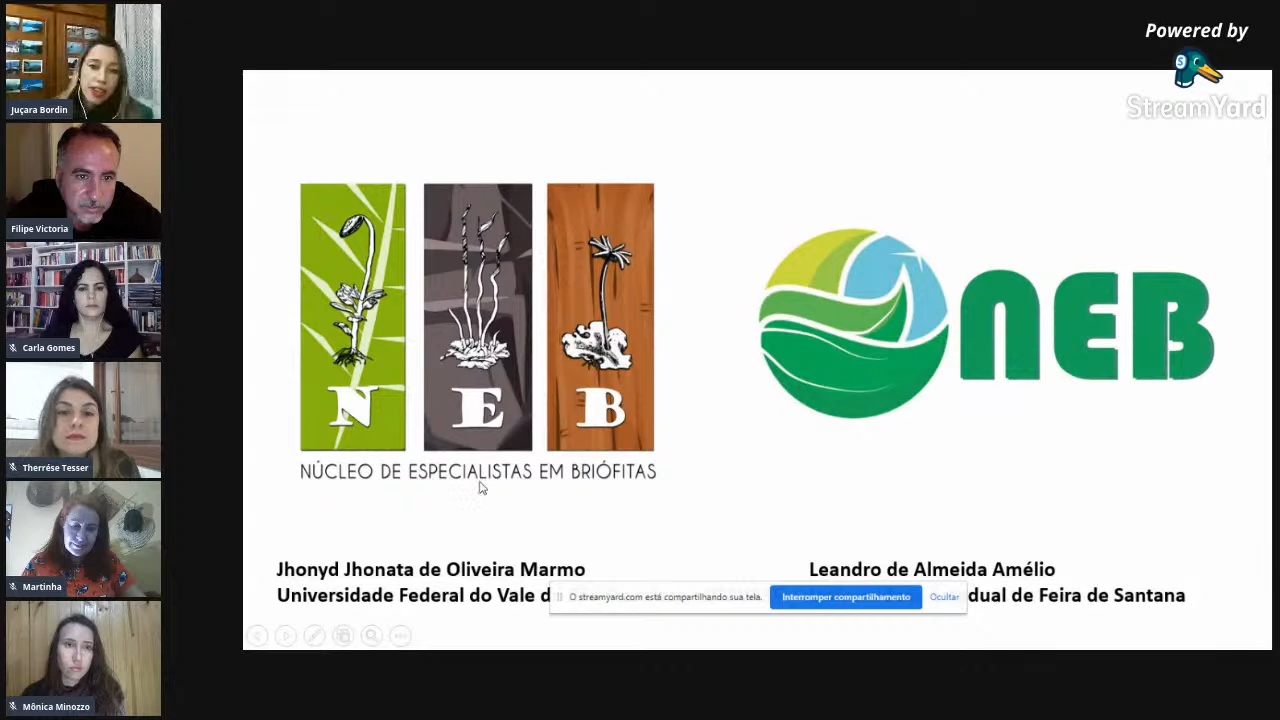 Powered by
StreamYard
Juçara Bordin
Filipe Victoria
Carla Gomes
Therrése Tesser
Martinha
Mônica Minozzo
N E B
NÚCLEO DE ESPECIALISTAS EM BRIÓFITAS
NEB
Jhonyd Jhonata de Oliveira Marmo
Universidade Federal do Vale d
Leandro de Almeida Amélio
dual de Feira de Santana
O streamyard.com está compartilhando sua tela.
Interromper compartilhamento
Ocultar